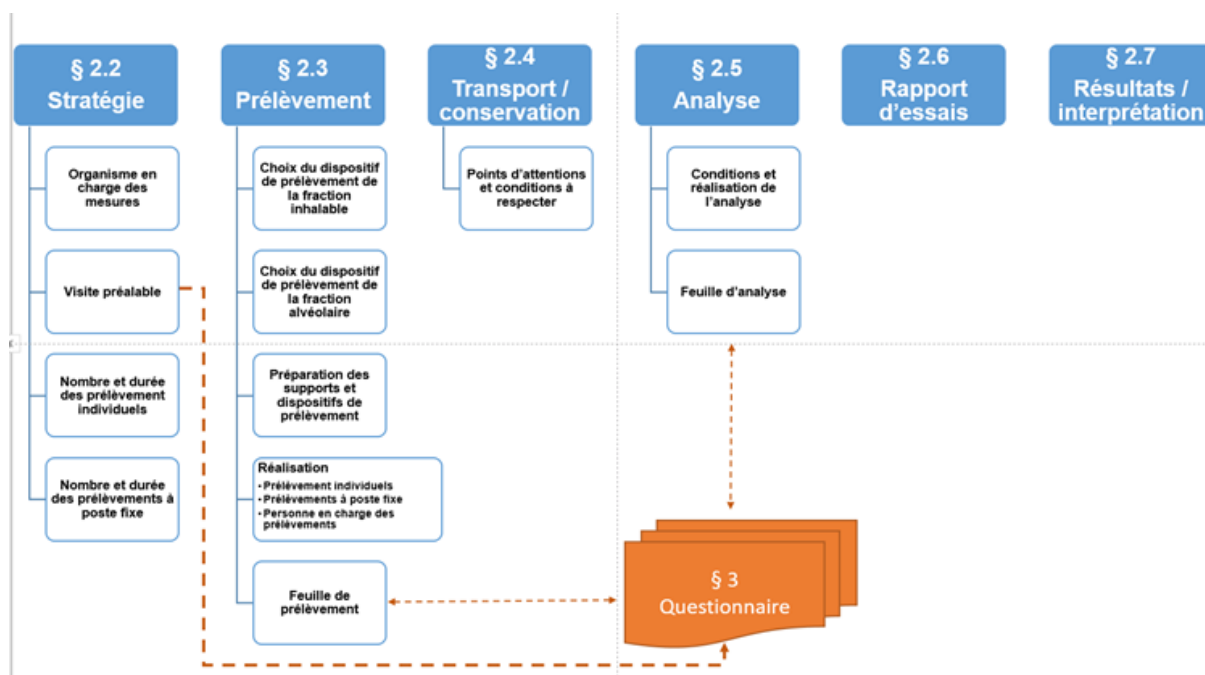 § 2.2
Stratégie
§ 2.3
Prélèvement
§ 2.4
Transport /
conservation
§ 2.5
Analyse
§ 2.6
Rapport
d'essais
§ 2.7
Résultats /
interprétation
Organisme en
charge des
mesures
Visite préalable
Nombre et durée
des prélèvement
individuels
Nombre et durée
des prélèvements à
poste fixe
Choix du dispositif
de prélèvement de
la fraction
inhalable
Choix du dispositif
de prélèvement de
la fraction
alvéolaire
Préparation des
supports et
dispositifs de
prélèvement
Réalisation
• Prélèvement individuels
• Prélèvements à poste fixe
• Personne en charge des
prélèvements
Feuille de
prélèvement
Points d'attentions
et conditions à
respecter
Conditions et
réalisation de
l'analyse
Feuille d'analyse
§ 3
Questionnaire